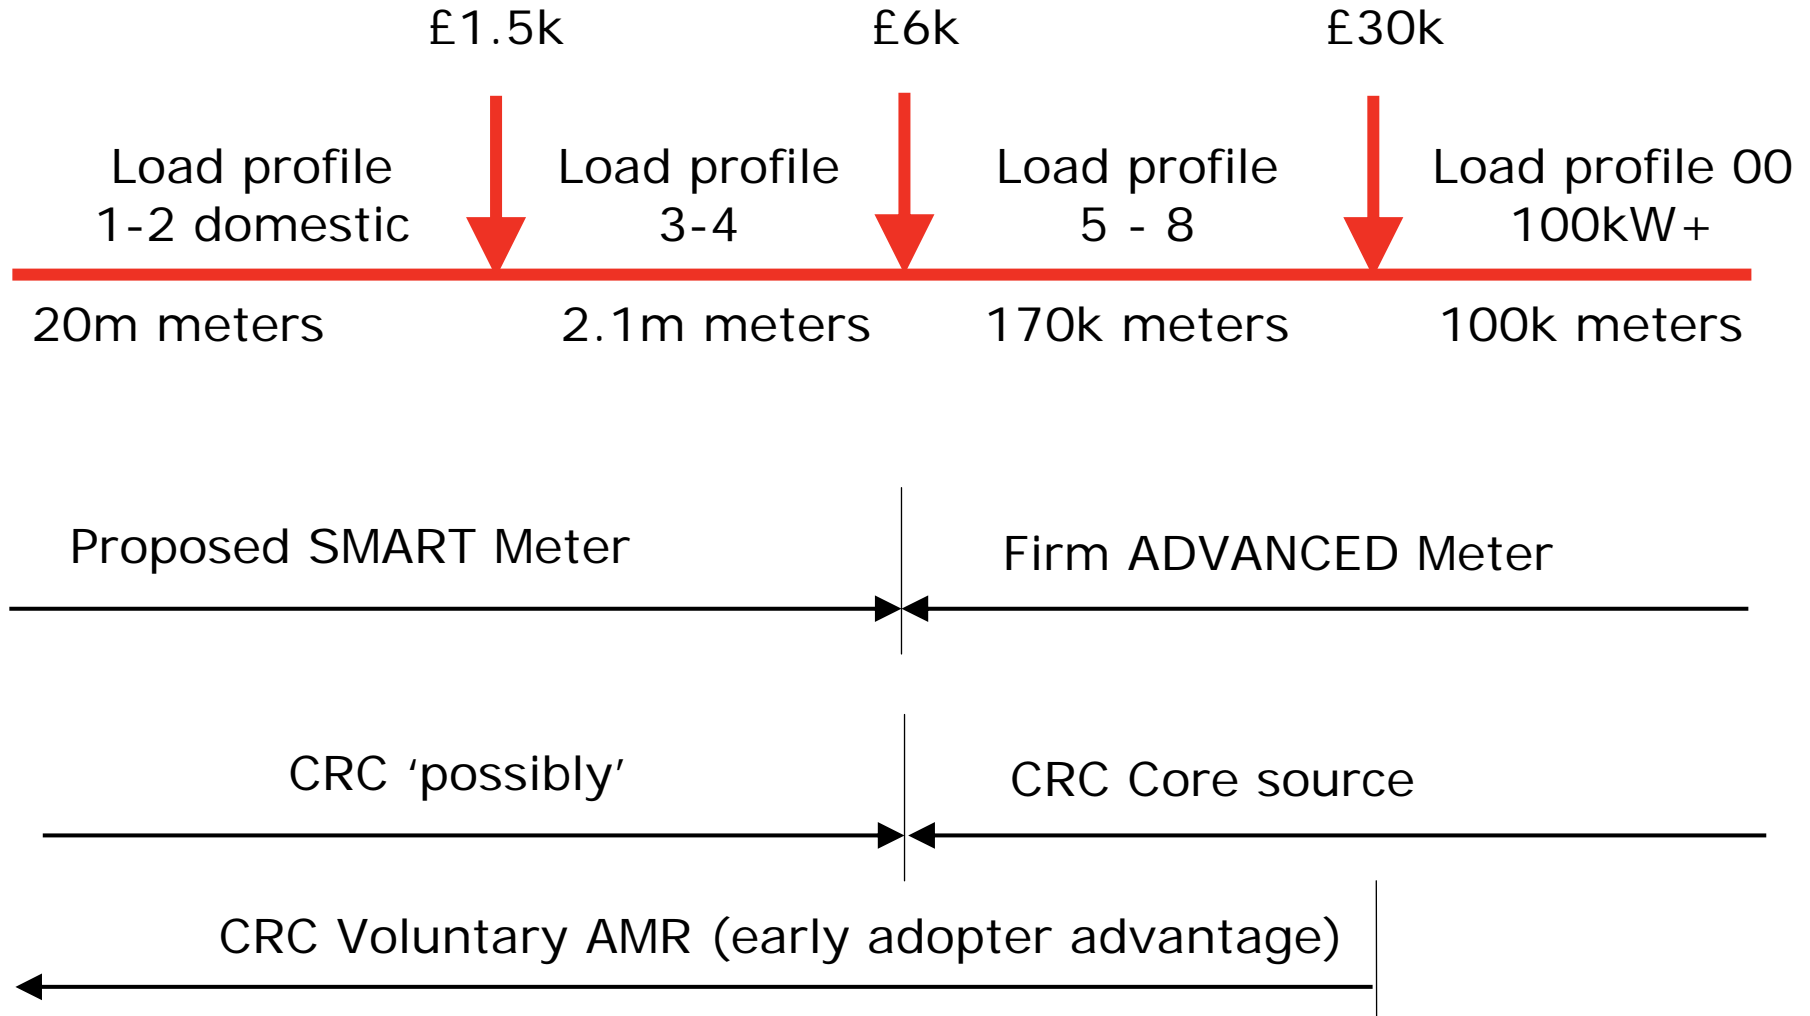 £1.5k
£6k
£30k
Load profile
1-2 domestic
Load profile
3-4
Load profile
5 - 8
Load profile 00
100kW+
20m meters
2.1m meters
170k meters
100k meters
Proposed SMART Meter
Firm ADVANCED Meter
CRC ‘possibly’
CRC Core source
CRC Voluntary AMR (early adopter advantage)